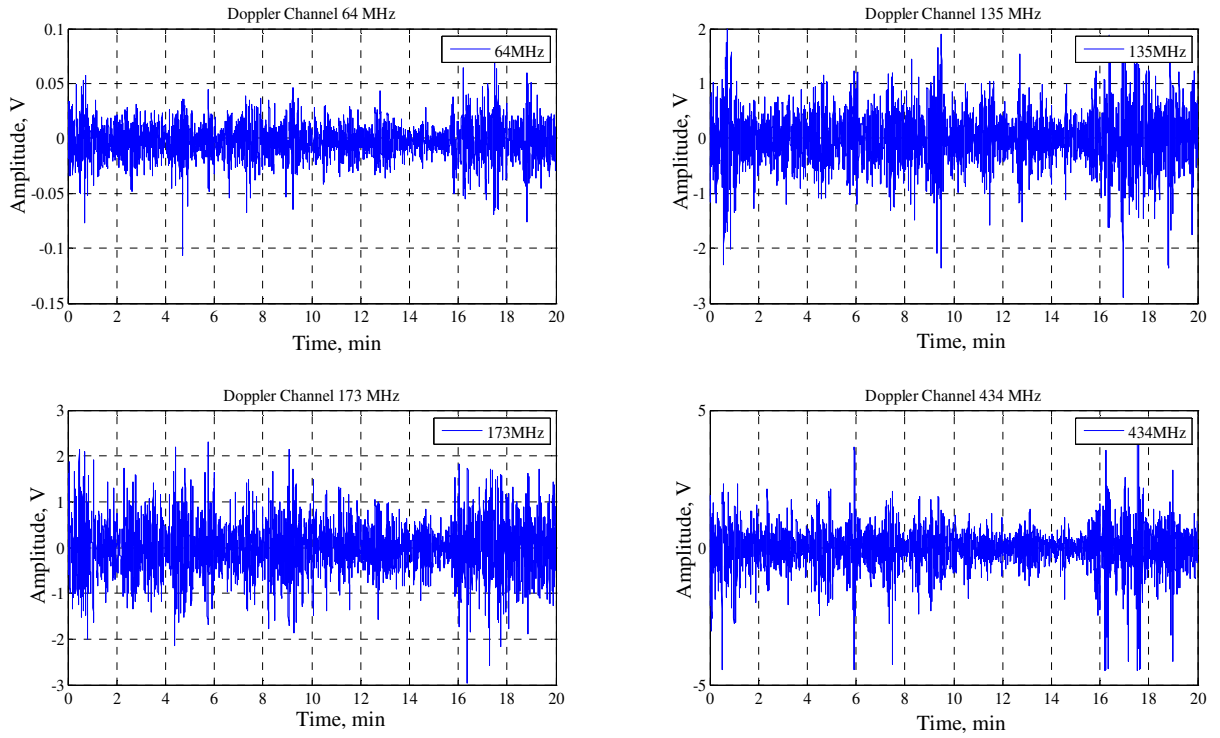 Doppler Channel 64 MHz
64MHz
Amplitude, V
0.1
0.05
0
-0.05
-0.1
-0.15
0 2 4 6 8 10 12 14 16 18 20
Time, min
Doppler Channel 135 MHz
135MHz
Amplitude, V
2
1
0
-1
-2
-3
0 2 4 6 8 10 12 14 16 18 20
Time, min
Doppler Channel 173 MHz
173MHz
Amplitude, V
3
2
1
0
-1
-2
-3
0 2 4 6 8 10 12 14 16 18 20
Time, min
Doppler Channel 434 MHz
434MHz
Amplitude, V
5
0
-5
0 2 4 6 8 10 12 14 16 18 20
Time, min